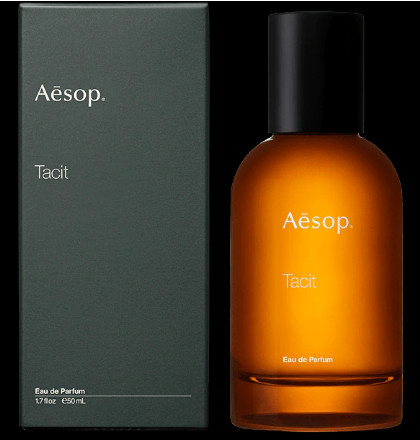 Aēsop.
Tacit
Eau de Parfum
1.7 fl oz ℮50 mL
Aēsop.
Tacit
Eau de Parfum